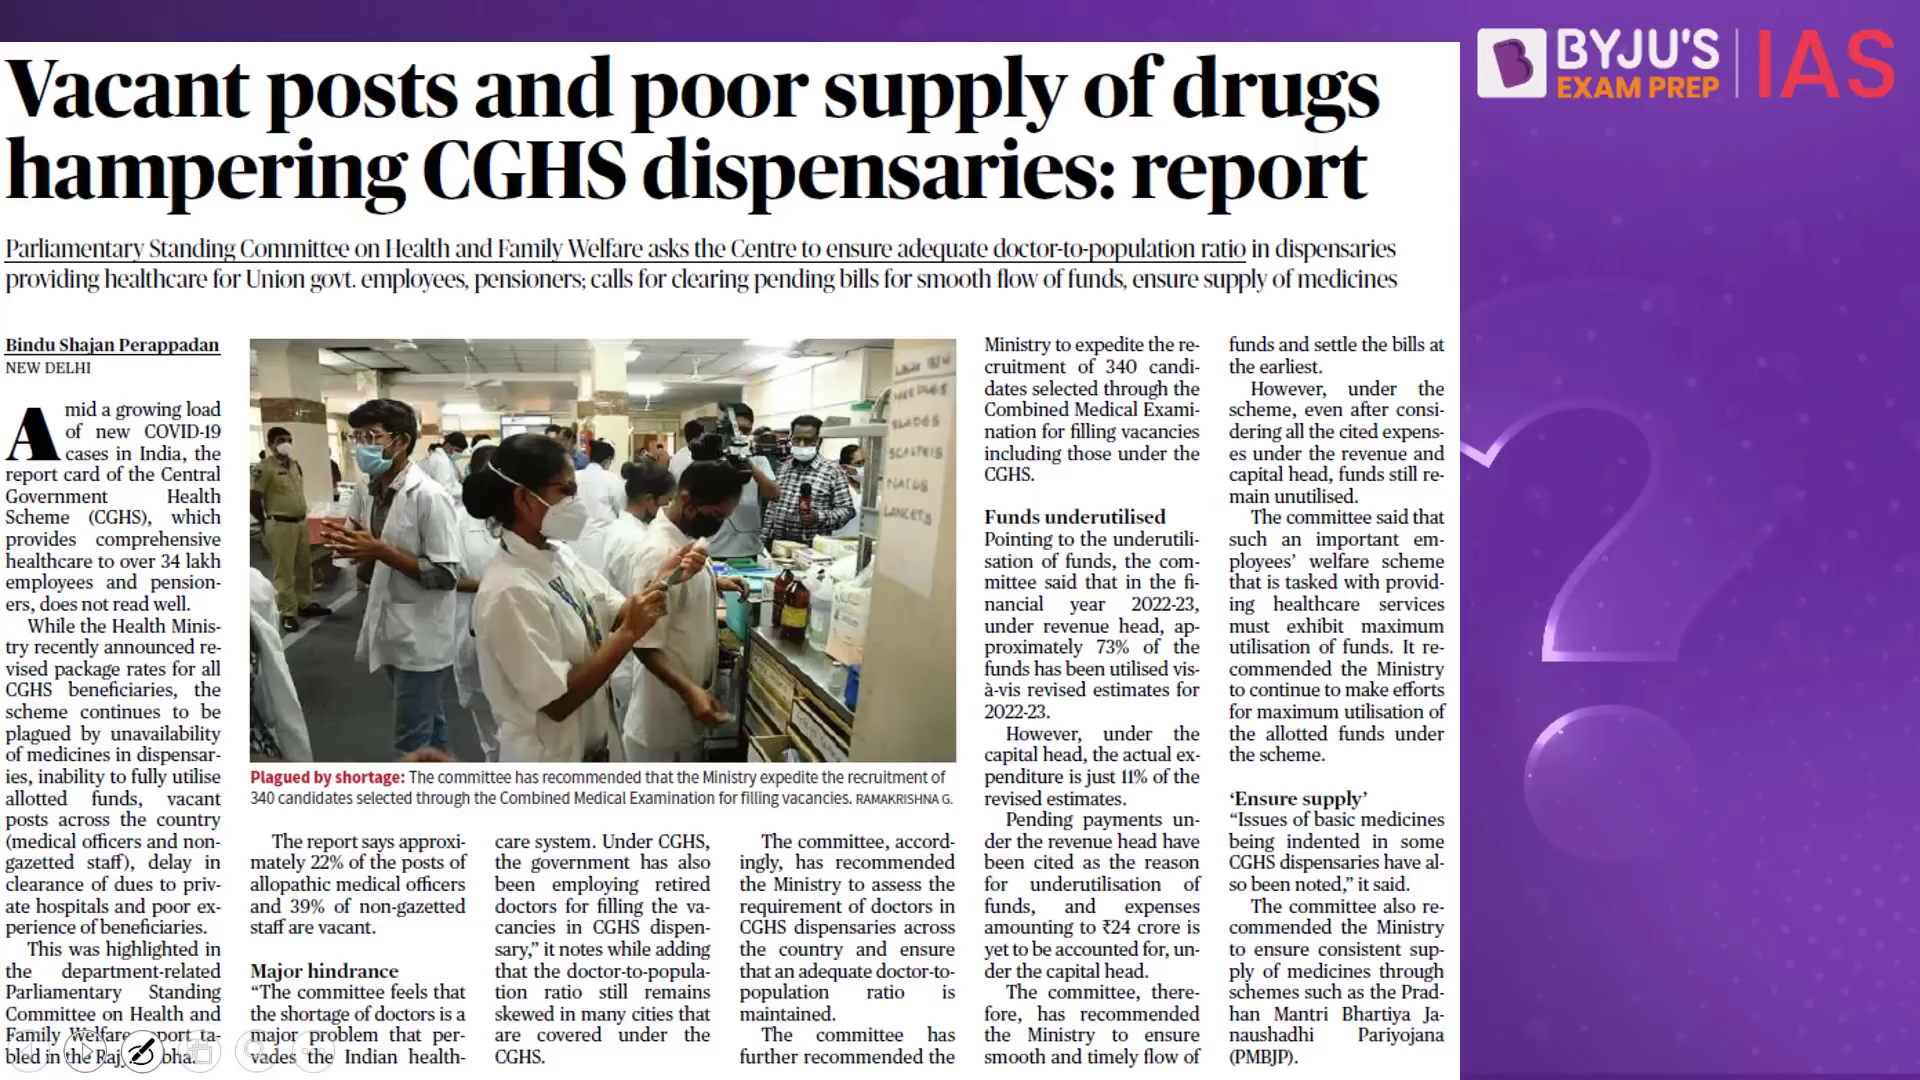 Vacant posts and poor supply of drugs
hampering CGHS dispensaries: report
Parliamentary Standing Committee on Health and Family Welfare asks the Centre to ensure adequate doctor-to-population ratio in dispensaries
providing healthcare for Union govt. employees, pensioners; calls for clearing pending bills for smooth flow of funds, ensure supply of medicines
Bindu Shajan Perappadan
NEW DELHI
Amid a growing load
of new COVID-19
cases in India, the
report card of the Central
Government Health
Scheme (CGHS), which
provides comprehensive
healthcare to over 34 lakh
employees and pension-
ers, does not read well.
While the Health Minis-
try recently announced re-
vised package rates for all
CGHS beneficiaries, the
scheme continues to be
plagued by unavailability
of medicines in dispensar-
ies, inability to fully utilise
allotted funds, vacant
posts across the country
(medical officers and non-
gazetted staff), delay in
clearance of dues to priv-
ate hospitals and poor ex-
perience of beneficiaries.
This was highlighted in
the department-related
Parliamentary Standing
Committee on Health and
Family Welfare report ta-
bled in the
NEEDLES
BLADES
SCALPELS
LANCETS
Plagued by shortage: The committee has recommended that the Ministry expedite the recruitment of
340 candidates selected through the Combined Medical Examination for filling vacancies. RAMAKRISHNA G.
The report says approxi-
mately 22% of the posts of
allopathic medical officers
and 39% of non-gazetted
staff are vacant.
Major hindrance
“The committee feels that
the shortage of doctors is a
major problem that per-
vades the Indian health-
care system. Under CGHS,
the government has also
been employing retired
doctors for filling the va-
cancies in CGHS dispen-
sary,” it notes while adding
that the doctor-to-popula-
tion ratio still remains
skewed in many cities that
are covered under the
CGHS.
The committee, accord-
ingly, has recommended
the Ministry to assess the
requirement of doctors in
CGHS dispensaries across
the country and ensure
that an adequate doctor-to-
population ratio is
maintained.
The committee has
further recommended the
Ministry to expedite the re-
cruitment of 340 candi-
dates selected through the
Combined Medical Exami-
nation for filling vacancies
including those under the
CGHS.
Funds underutilised
Pointing to the underutili-
sation of funds, the com-
mittee said that in the fi-
nancial year 2022-23,
under revenue head, ap-
proximately 73% of the
funds has been utilised vis-
à-vis revised estimates for
2022-23.
However, under the
capital head, the actual ex-
penditure is just 11% of the
revised estimates.
Pending payments un-
der the revenue head have
been cited as the reason
for underutilisation of
funds, and expenses
amounting to ₹24 crore is
yet to be accounted for, un-
der the capital head.
The committee, there-
fore, has recommended
the Ministry to ensure
smooth and timely flow of
funds and settle the bills at
the earliest.
However, under the
scheme, even after consi-
dering all the cited expens-
es under the revenue and
capital head, funds still re-
main unutilised.
The committee said that
such an important em-
ployees’ welfare scheme
that is tasked with provid-
ing healthcare services
must exhibit maximum
utilisation of funds. It re-
commended the Ministry
to continue to make efforts
for maximum utilisation of
the allotted funds under
the scheme.
‘Ensure supply’
“Issues of basic medicines
being indented in some
CGHS dispensaries have al-
so been noted,” it said.
The committee also re-
commended the Ministry
to ensure consistent sup-
ply of medicines through
schemes such as the Prad-
han Mantri Bhartiya Ja-
naushadhi Pariyojana
(PMBJP).
BYJU'S
EXAM PREP
IAS